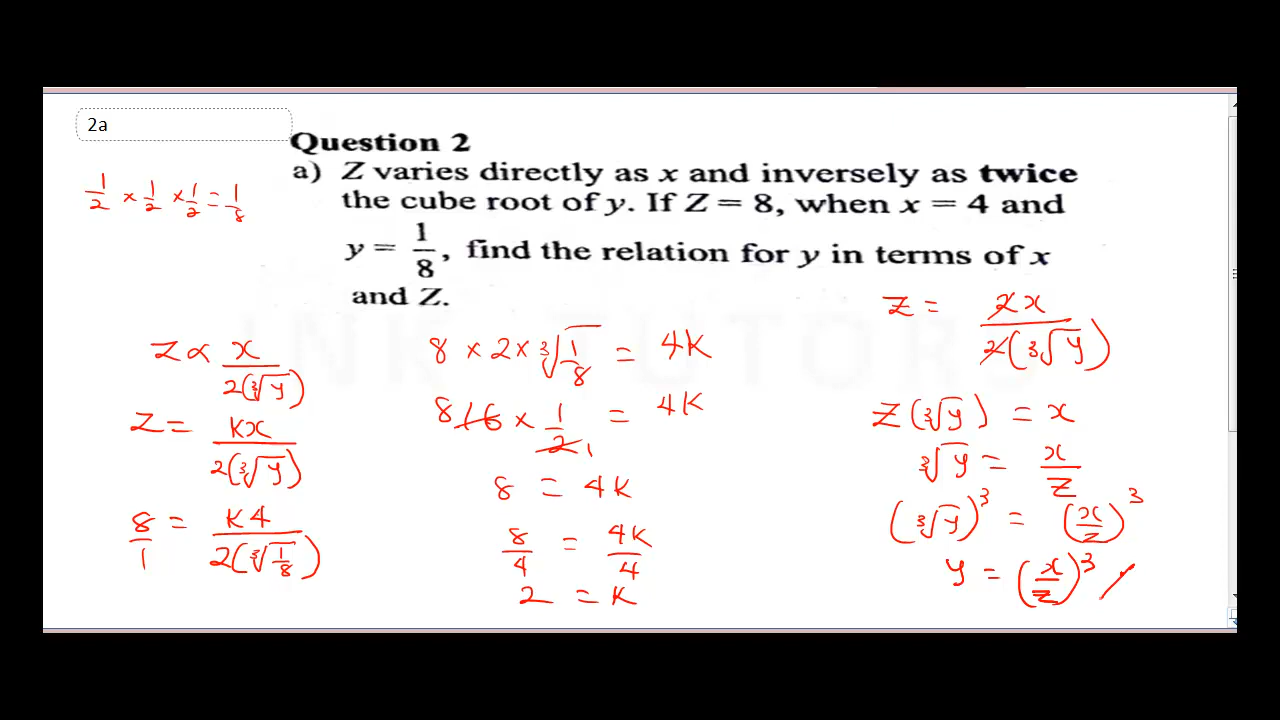 2a
Question 2
a) Z varies directly as x and inversely as twice
the cube root of y. If Z = 8, when x = 4 and
y = 1/8, find the relation for y in terms of x
and Z.
1/2 × 1/2 × 1/2 = 1/8
Z ∝ x / 2(∛y)
Z = kx / 2(∛y)
8/1 = K4 / 2(∛1/8)
8 × 2 × ∛1/8 = 4K
8 16 × 1/2 1 = 4K
8 = 4K
8/4 = 4K/4
2 = K
Z = 2x / 2(∛y)
Z(∛y) = x
∛y = x/Z
(∛y)³ = (x/Z)³
y = (x/Z)³
INK TUTORS